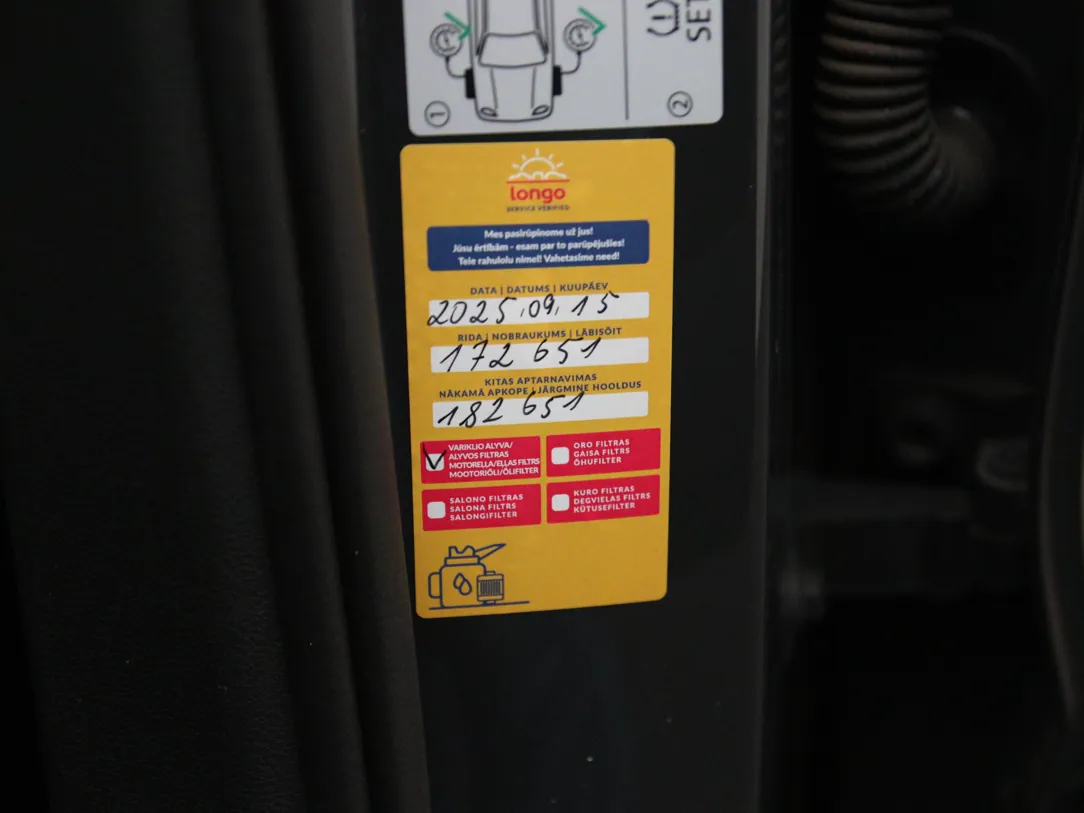 1
2
SET
longo
SERVICE VERIFIED
Mes pasirūpinome už jus!
Jūsu ērtībām - esam par to parūpējušies!
Teie rahulolu nimel! Vahetasime need!
DATA | DATUMS | KUUPÄEV
2025.09.15
RIDA | NOBRAUKUMS | LÄBISÕIT
172 651
KITAS APTARNAVIMAS
NĀKAMĀ APKOPE | JÄRGMINE HOOLDUS
182 651
VARIKLIO ALYVA/
ALYVOS FILTRAS
MOTOREĻĻA/EĻĻAS FILTRS
MOOTORIÕLI/ÕLIFILTER
ORO FILTRAS
GAISA FILTRS
ÕHUFILTER
SALONO FILTRAS
SALONA FILTRS
SALONGIFILTER
KURO FILTRAS
DEGVIELAS FILTRS
KÜTUSEFILTER